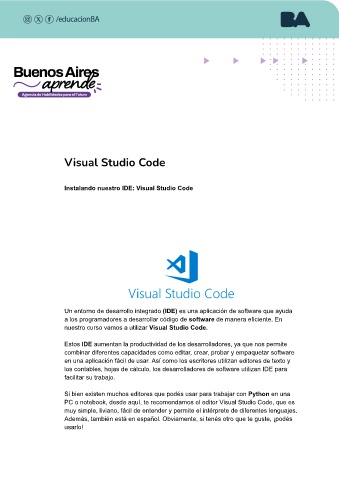 /educacionBA
BA
Buenos Aires
aprende
Agencia de Habilidades para el Futuro
Visual Studio Code
Instalando nuestro IDE: Visual Studio Code
Visual Studio Code
Un entorno de desarrollo integrado (IDE) es una aplicación de software que ayuda
a los programadores a desarrollar código de software de manera eficiente. En
nuestro curso vamos a utilizar Visual Studio Code.
Estos IDE aumentan la productividad de los desarrolladores, ya que nos permite
combinar diferentes capacidades como editar, crear, probar y empaquetar software
en una aplicación fácil de usar. Así como los escritores utilizan editores de texto y
los contables, hojas de cálculo, los desarrolladores de software utilizan IDE para
facilitar su trabajo.
Si bien existen muchos editores que podés usar para trabajar con Python en una
PC o notebook, desde aquí, te recomendamos el editor Visual Studio Code, que es
muy simple, liviano, fácil de entender y permite el intérprete de diferentes lenguajes.
Además, también está en español. Obviamente, si tenés otro que te guste, ¡podés
usarlo!